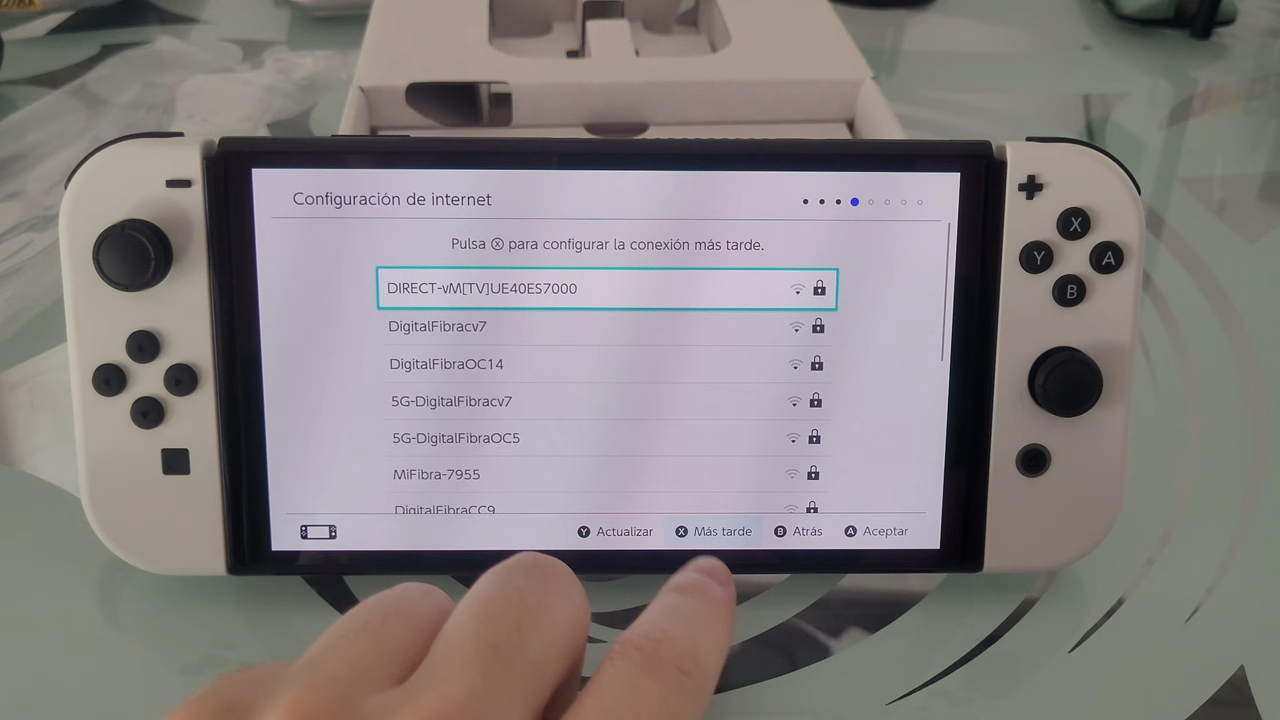 Configuración de internet
Pulsa Ⓧ para configurar la conexión más tarde.
DIRECT-vM[TV]UE40ES7000
DigitalFibracv7
DigitalFibraOC14
5G-DigitalFibracv7
5G-DigitalFibraOC5
MiFibra-7955
DigitalFibraCC9
Ⓨ Actualizar Ⓧ Más tarde Ⓑ Atrás Ⓐ Aceptar
X
Y A
B